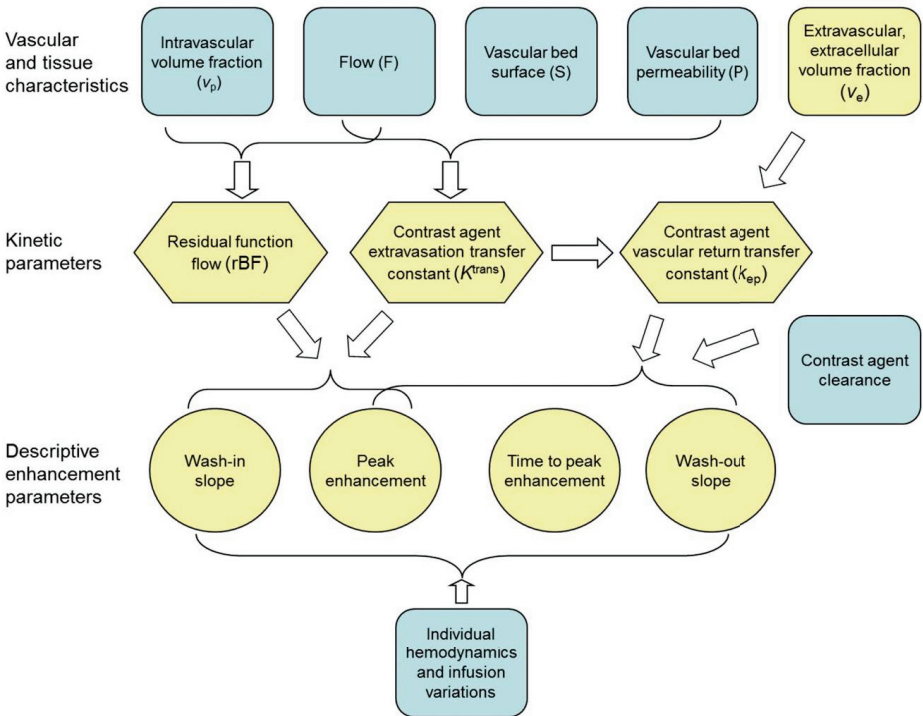 Vascular
and tissue
characteristics
Intravascular
volume fraction
(vp)
Flow (F)
Vascular bed
surface (S)
Vascular bed
permeability (P)
Extravascular,
extracellular
volume fraction
(ve)
Kinetic
parameters
Residual function
flow (rBF)
Contrast agent
extravasation transfer
constant (Ktrans)
Contrast agent
vascular return transfer
constant (kep)
Contrast agent
clearance
Descriptive
enhancement
parameters
Wash-in
slope
Peak
enhancement
Time to peak
enhancement
Wash-out
slope
Individual
hemodynamics
and infusion
variations